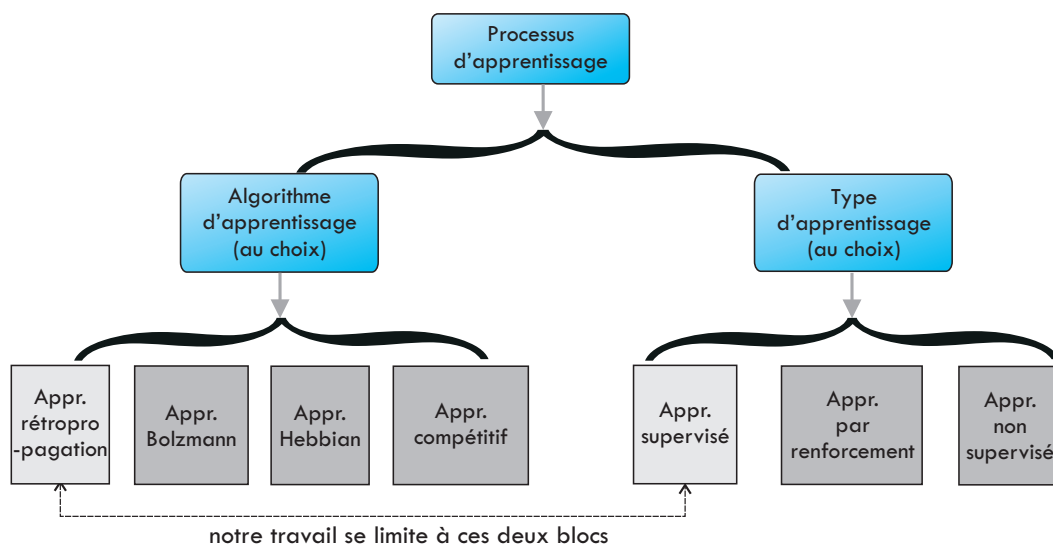 Processus
d'apprentissage
Algorithme
d'apprentissage
(au choix)
Type
d'apprentissage
(au choix)
Appr.
rétropro
-pagation
Appr.
Bolzmann
Appr.
Hebbian
Appr.
compétitif
Appr.
supervisé
Appr.
par
renforcement
Appr.
non
supervisé
notre travail se limite à ces deux blocs